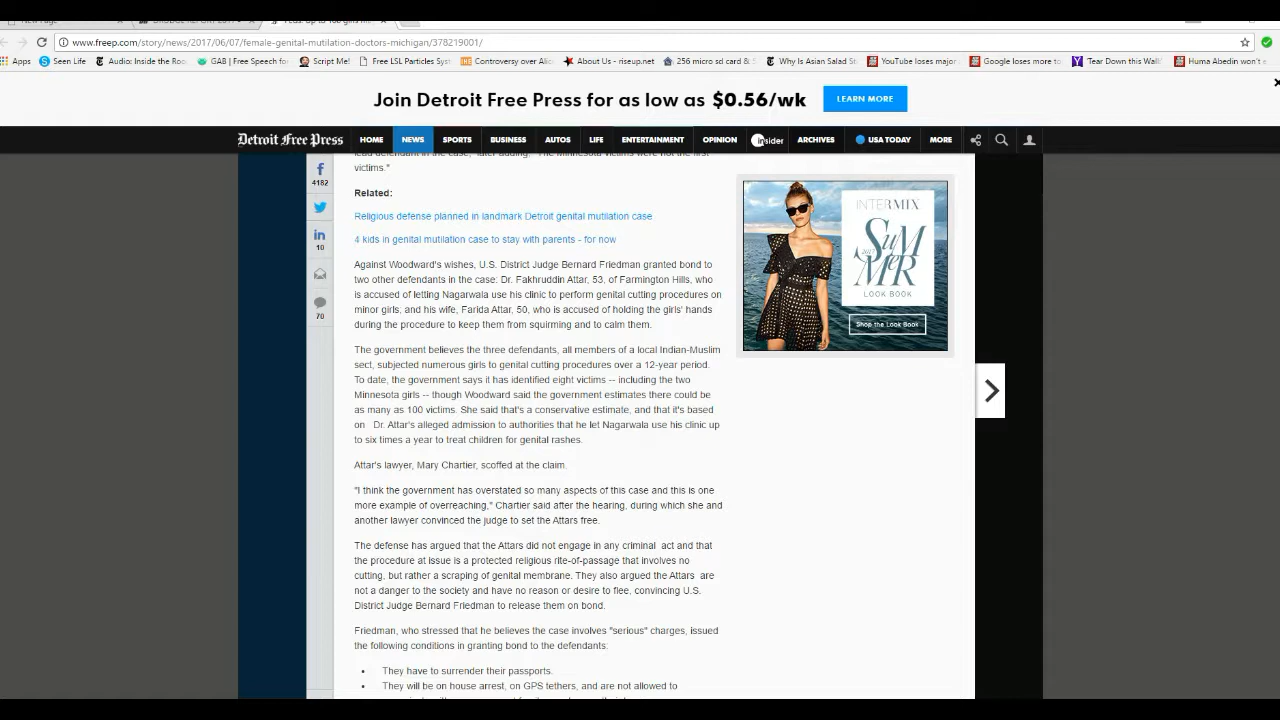 www.freep.com/story/news/2017/06/07/female-genital-mutilation-doctors-michigan/378219001/
Apps Seen Life Audio: Inside the Roo GAB | Free Speech fo Script Me! Free LSL Particles Syst Controversy over Alic About Us - riseup.net 256 micro sd card & Why Is Asian Salad St YouTube loses major Google loses more to 'Tear Down this Wall' Huma Abedin won't e
Join Detroit Free Press for as low as $0.56/wk LEARN MORE
Detroit Free Press HOME NEWS SPORTS BUSINESS AUTOS LIFE ENTERTAINMENT OPINION insider ARCHIVES USA TODAY MORE
victims."
4182
10
70
Related:
Religious defense planned in landmark Detroit genital mutilation case
4 kids in genital mutilation case to stay with parents - for now
Against Woodward's wishes, U.S. District Judge Bernard Friedman granted bond to
two other defendants in the case: Dr. Fakhruddin Attar, 53, of Farmington Hills, who
is accused of letting Nagarwala use his clinic to perform genital cutting procedures on
minor girls, and his wife, Farida Attar, 50, who is accused of holding the girls' hands
during the procedure to keep them from squirming and to calm them.
The government believes the three defendants, all members of a local Indian-Muslim
sect, subjected numerous girls to genital cutting procedures over a 12-year period.
To date, the government says it has identified eight victims -- including the two
Minnesota girls -- though Woodward said the government estimates there could be
as many as 100 victims. She said that's a conservative estimate, and that it's based
on Dr. Attar's alleged admission to authorities that he let Nagarwala use his clinic up
to six times a year to treat children for genital rashes.
Attar's lawyer, Mary Chartier, scoffed at the claim.
"I think the government has overstated so many aspects of this case and this is one
more example of overreaching," Chartier said after the hearing, during which she and
another lawyer convinced the judge to set the Attars free.
The defense has argued that the Attars did not engage in any criminal act and that
the procedure at issue is a protected religious rite-of-passage that involves no
cutting, but rather a scraping of genital membrane. They also argued the Attars are
not a danger to the society and have no reason or desire to flee, convincing U.S.
District Judge Bernard Friedman to release them on bond.
Friedman, who stressed that he believes the case involves "serious" charges, issued
the following conditions in granting bond to the defendants:
• They have to surrender their passports.
• They will be on house arrest, on GPS tethers, and are not allowed to
INTERMIX
SUMMER
2017
LOOK BOOK
Shop the Look Book